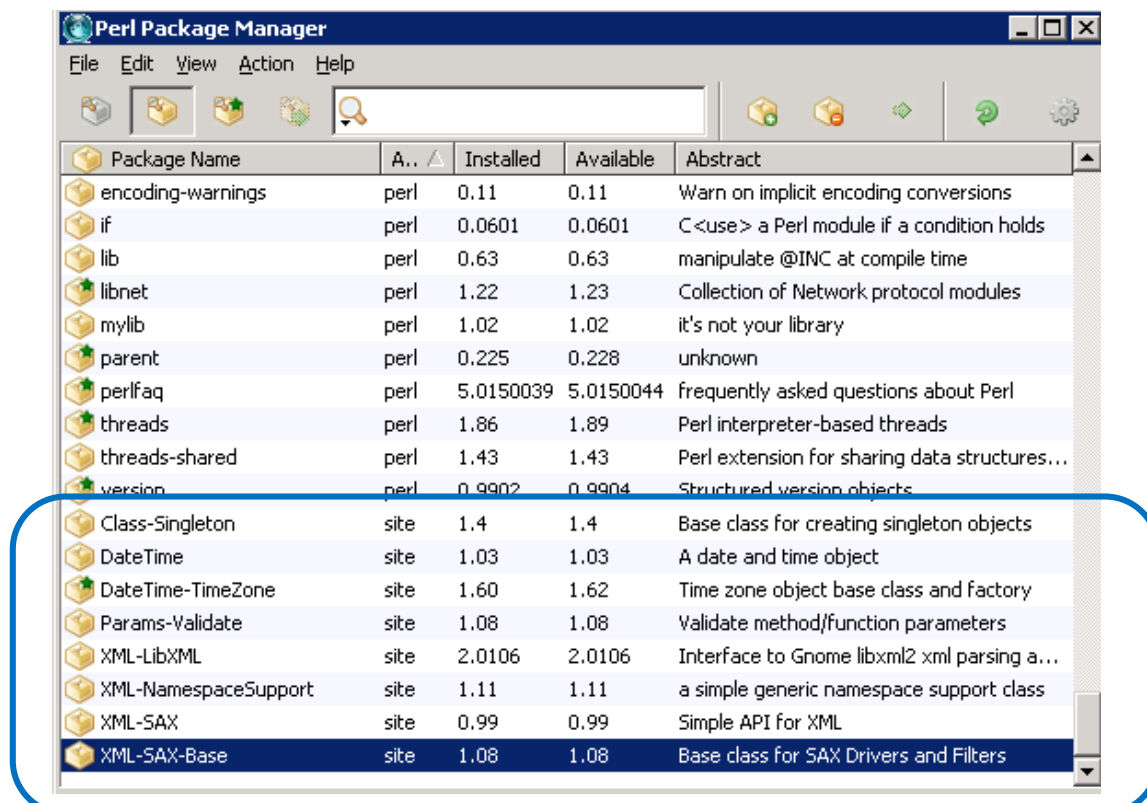 Perl Package Manager
File Edit View Action Help
Package Name A.. Installed Available Abstract
encoding-warnings perl 0.11 0.11 Warn on implicit encoding conversions
if perl 0.0601 0.0601 C<use> a Perl module if a condition holds
lib perl 0.63 0.63 manipulate @INC at compile time
libnet perl 1.22 1.23 Collection of Network protocol modules
mylib perl 1.02 1.02 it's not your library
parent perl 0.225 0.228 unknown
perlfaq perl 5.0150039 5.0150044 frequently asked questions about Perl
threads perl 1.86 1.89 Perl interpreter-based threads
threads-shared perl 1.43 1.43 Perl extension for sharing data structures...
version perl 0.9902 0.9904 Structured version objects
Class-Singleton site 1.4 1.4 Base class for creating singleton objects
DateTime site 1.03 1.03 A date and time object
DateTime-TimeZone site 1.60 1.62 Time zone object base class and factory
Params-Validate site 1.08 1.08 Validate method/function parameters
XML-LibXML site 2.0106 2.0106 Interface to Gnome libxml2 xml parsing a...
XML-NamespaceSupport site 1.11 1.11 a simple generic namespace support class
XML-SAX site 0.99 0.99 Simple API for XML
XML-SAX-Base site 1.08 1.08 Base class for SAX Drivers and Filters